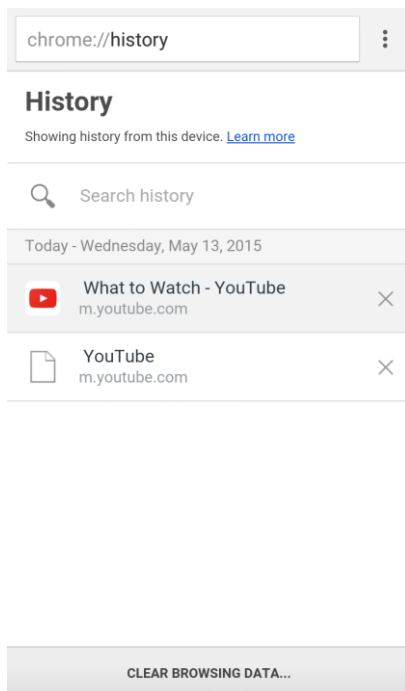 chrome://history
History
Showing history from this device. Learn more
Search history
Today - Wednesday, May 13, 2015
What to Watch - YouTube
m.youtube.com
YouTube
m.youtube.com
CLEAR BROWSING DATA...